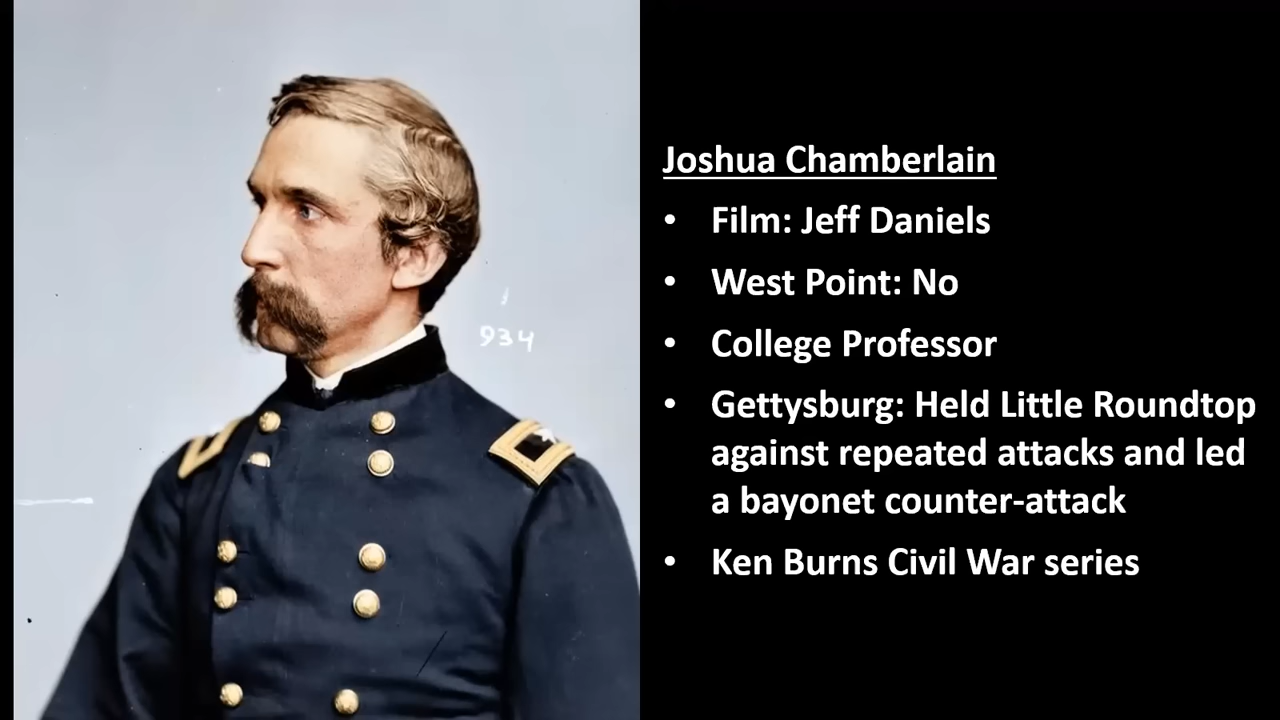 Joshua Chamberlain
• Film: Jeff Daniels
• West Point: No
• College Professor
• Gettysburg: Held Little Roundtop
against repeated attacks and led
a bayonet counter-attack
• Ken Burns Civil War series
934